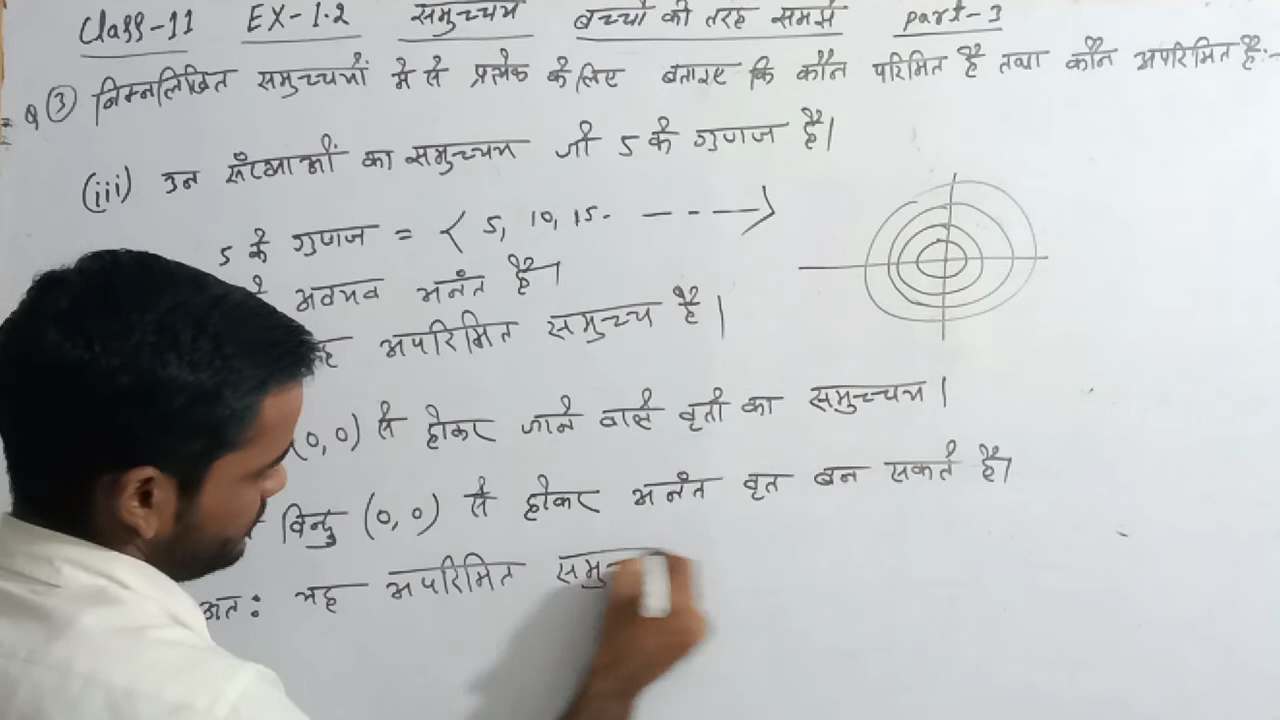 Class-11 EX-1.2 समुच्चय बच्चों की तरह समझे part-3
Q ③ निम्नलिखित समुच्चयों में से प्रत्येक के लिए बताइए कि कौन परिमित है तथा कौन अपरिमित है:-
(iii) उन संख्याओं का समुच्चय जो 5 के गुणज है।
5 के गुणज = { 5, 10, 15. - - - - }
अवयव अनंत है।
अपरिमित समुच्च है।
(0,0) से होकर जाने वाले वृतों का समुच्चय।
बिन्दु (0,0) से होकर अनंत वृत बन सकते है।
अत: यह अपरिमित समु